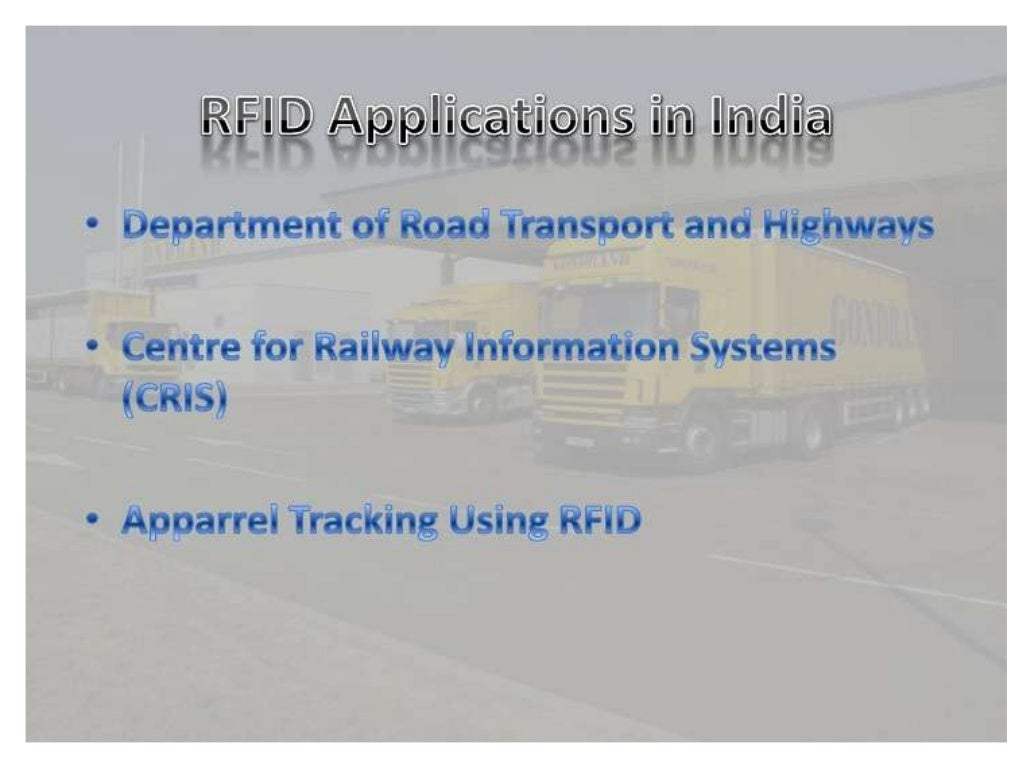 RFID Applications in India
• Department of Road Transport and Highways
• Centre for Railway Information Systems
(CRIS)
• Apparrel Tracking Using RFID